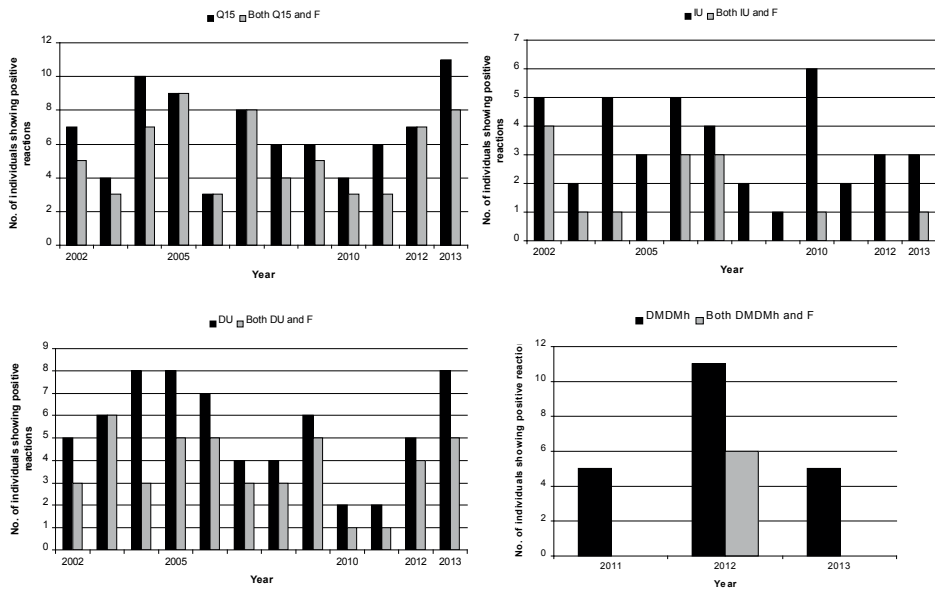 Q15 Both Q15 and F
No. of individuals showing positive
reactions
12
10
8
6
4
2
0
2002 2005 2010 2012 2013
Year
IU Both IU and F
No. of individuals showing positive
reactions
7
6
5
4
3
2
1
0
2002 2005 2010 2012 2013
Year
DU Both DU and F
No. of individuals showing positive
reactions
9
8
7
6
5
4
3
2
1
0
2002 2005 2010 2012 2013
Year
DMDMh Both DMDMh and F
No. of individuals showing positive reaction
12
10
8
6
4
2
0
2011 2012 2013
Year